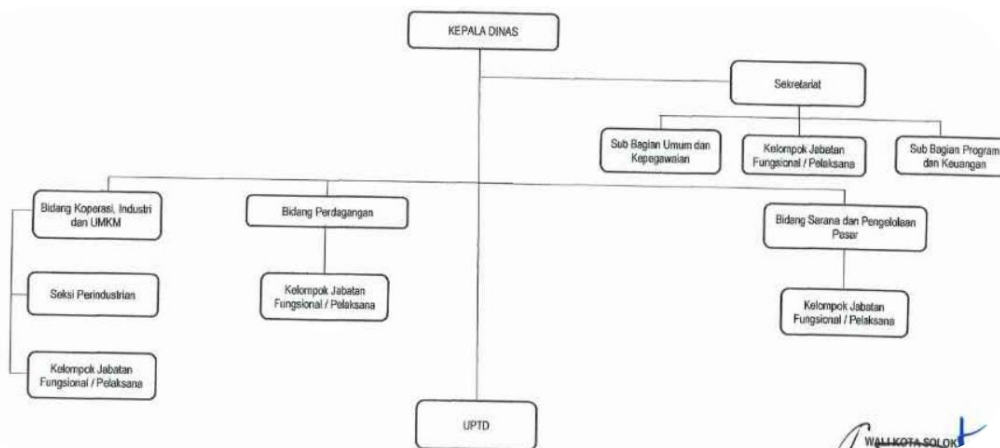 KEPALA DINAS
Sekretariat
Sub Bagian Umum dan
Kepegawaian
Kelompok Jabatan
Fungsional / Pelaksana
Sub Bagian Program
dan Keuangan
Bidang Koperasi, Industri
dan UMKM
Bidang Perdagangan
Bidang Sarana dan Pengelolaan
Pasar
Seksi Perindustrian
Kelompok Jabatan
Fungsional / Pelaksana
Kelompok Jabatan
Fungsional / Pelaksana
Kelompok Jabatan
Fungsional / Pelaksana
UPTD
WALI KOTA SOLOK